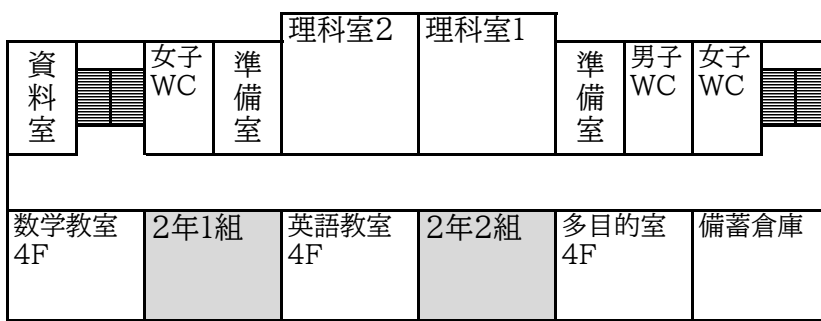 理科室2
理科室1
資料室
女子
WC
準備室
準備室
男子
WC
女子
WC
数学教室
4F
2年1組
英語教室
4F
2年2組
多目的室
4F
備蓄倉庫